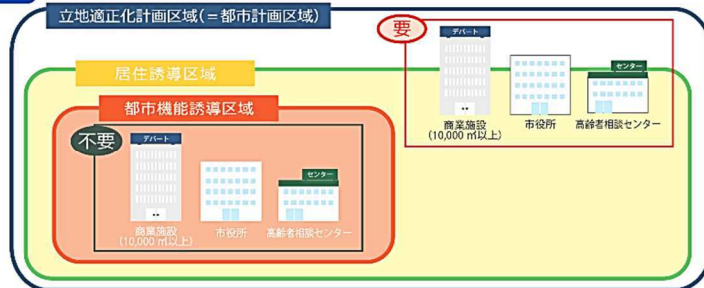 立地適正化計画区域(=都市計画区域)
要
デパート
センター
商業施設
(10,000 ㎡以上)
市役所
高齢者相談センター
居住誘導区域
都市機能誘導区域
不要
デパート
センター
商業施設
(10,000 ㎡以上)
市役所
高齢者相談センター